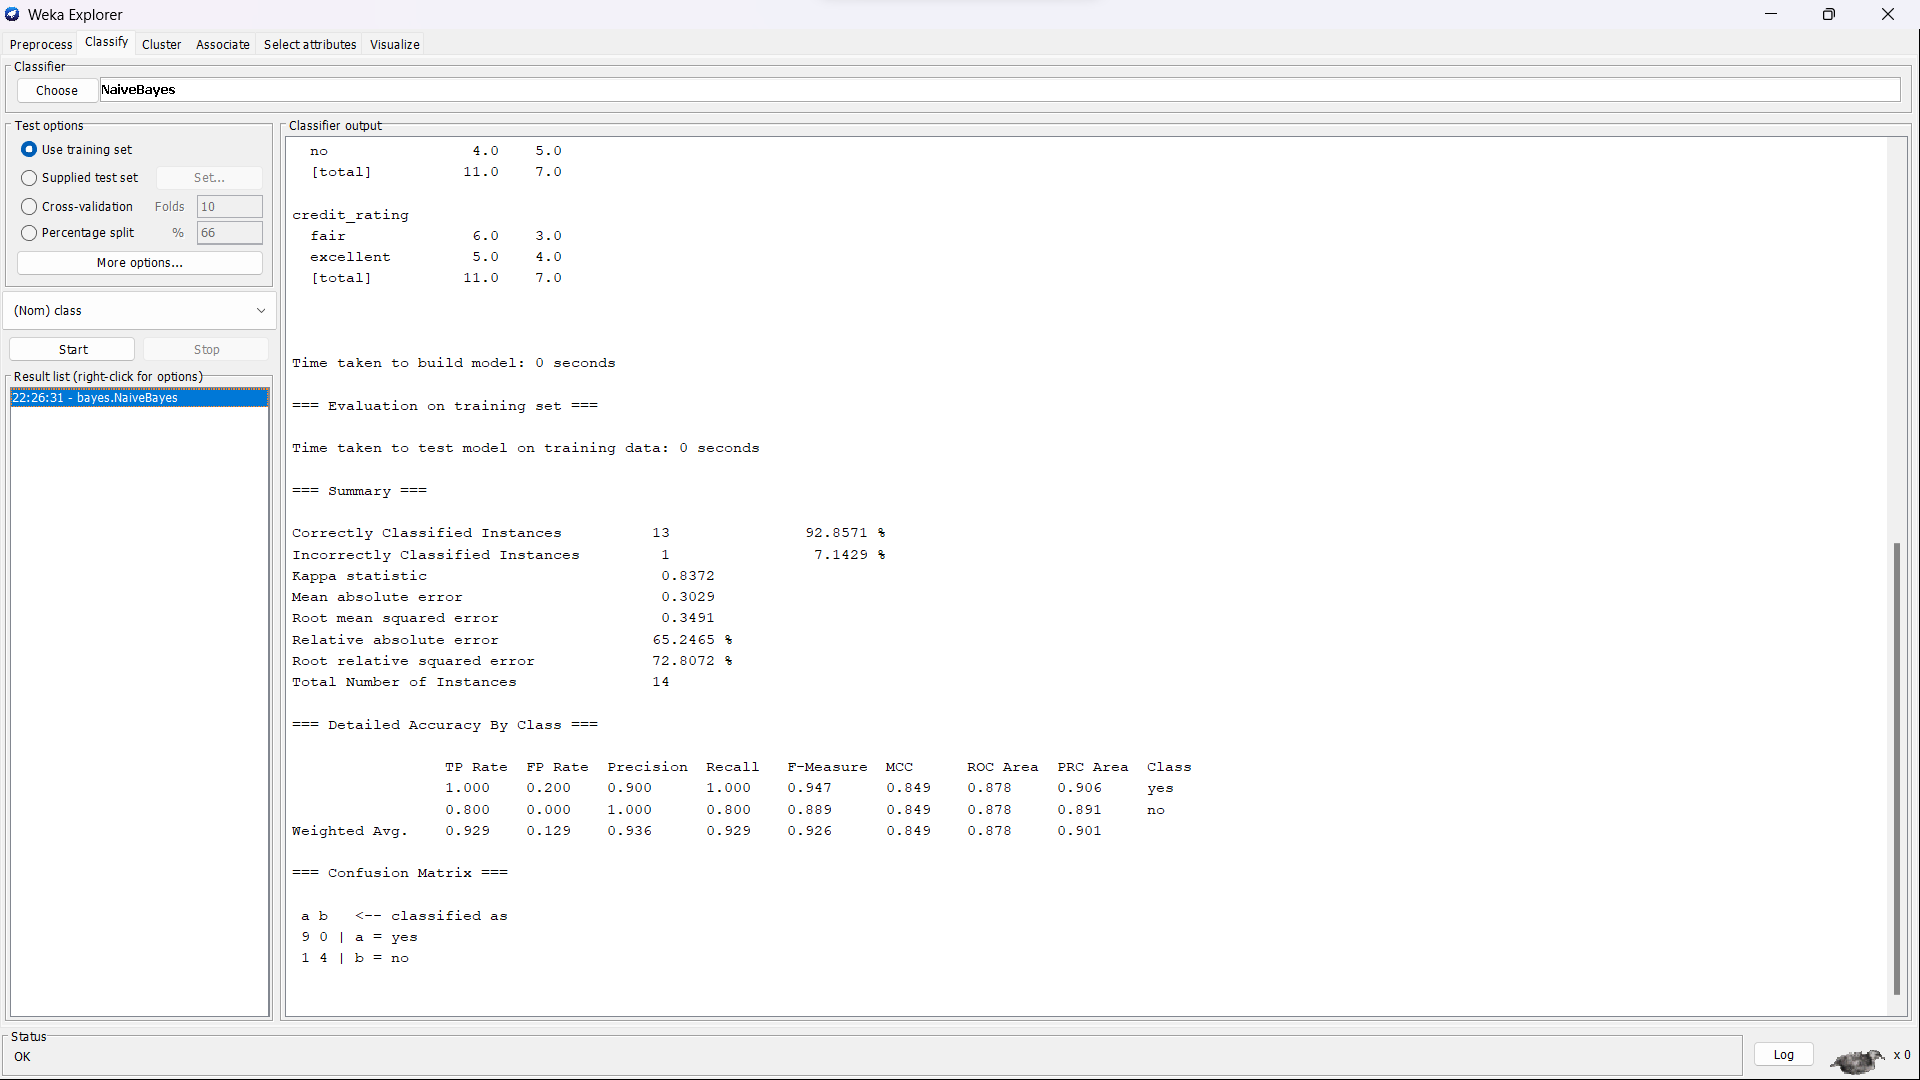 Weka Explorer
Preprocess Classify Cluster Associate Select attributes Visualize
Classifier
Choose NaiveBayes
Test options
Use training set
Supplied test set Set...
Cross-validation Folds 10
Percentage split % 66
More options...
(Nom) class
Start Stop
Result list (right-click for options)
22:26:31 - bayes.NaiveBayes
Classifier output
no 4.0 5.0
[total] 11.0 7.0
credit_rating
fair 6.0 3.0
excellent 5.0 4.0
[total] 11.0 7.0
Time taken to build model: 0 seconds
=== Evaluation on training set ===
Time taken to test model on training data: 0 seconds
=== Summary ===
Correctly Classified Instances 13 92.8571 %
Incorrectly Classified Instances 1 7.1429 %
Kappa statistic 0.8372
Mean absolute error 0.3029
Root mean squared error 0.3491
Relative absolute error 65.2465 %
Root relative squared error 72.8072 %
Total Number of Instances 14
=== Detailed Accuracy By Class ===
TP Rate FP Rate Precision Recall F-Measure MCC ROC Area PRC Area Class
1.000 0.200 0.900 1.000 0.947 0.849 0.878 0.906 yes
0.800 0.000 1.000 0.800 0.889 0.849 0.878 0.891 no
Weighted Avg. 0.929 0.129 0.936 0.929 0.926 0.849 0.878 0.901
=== Confusion Matrix ===
a b <-- classified as
9 0 | a = yes
1 4 | b = no
Status
OK
Log x 0